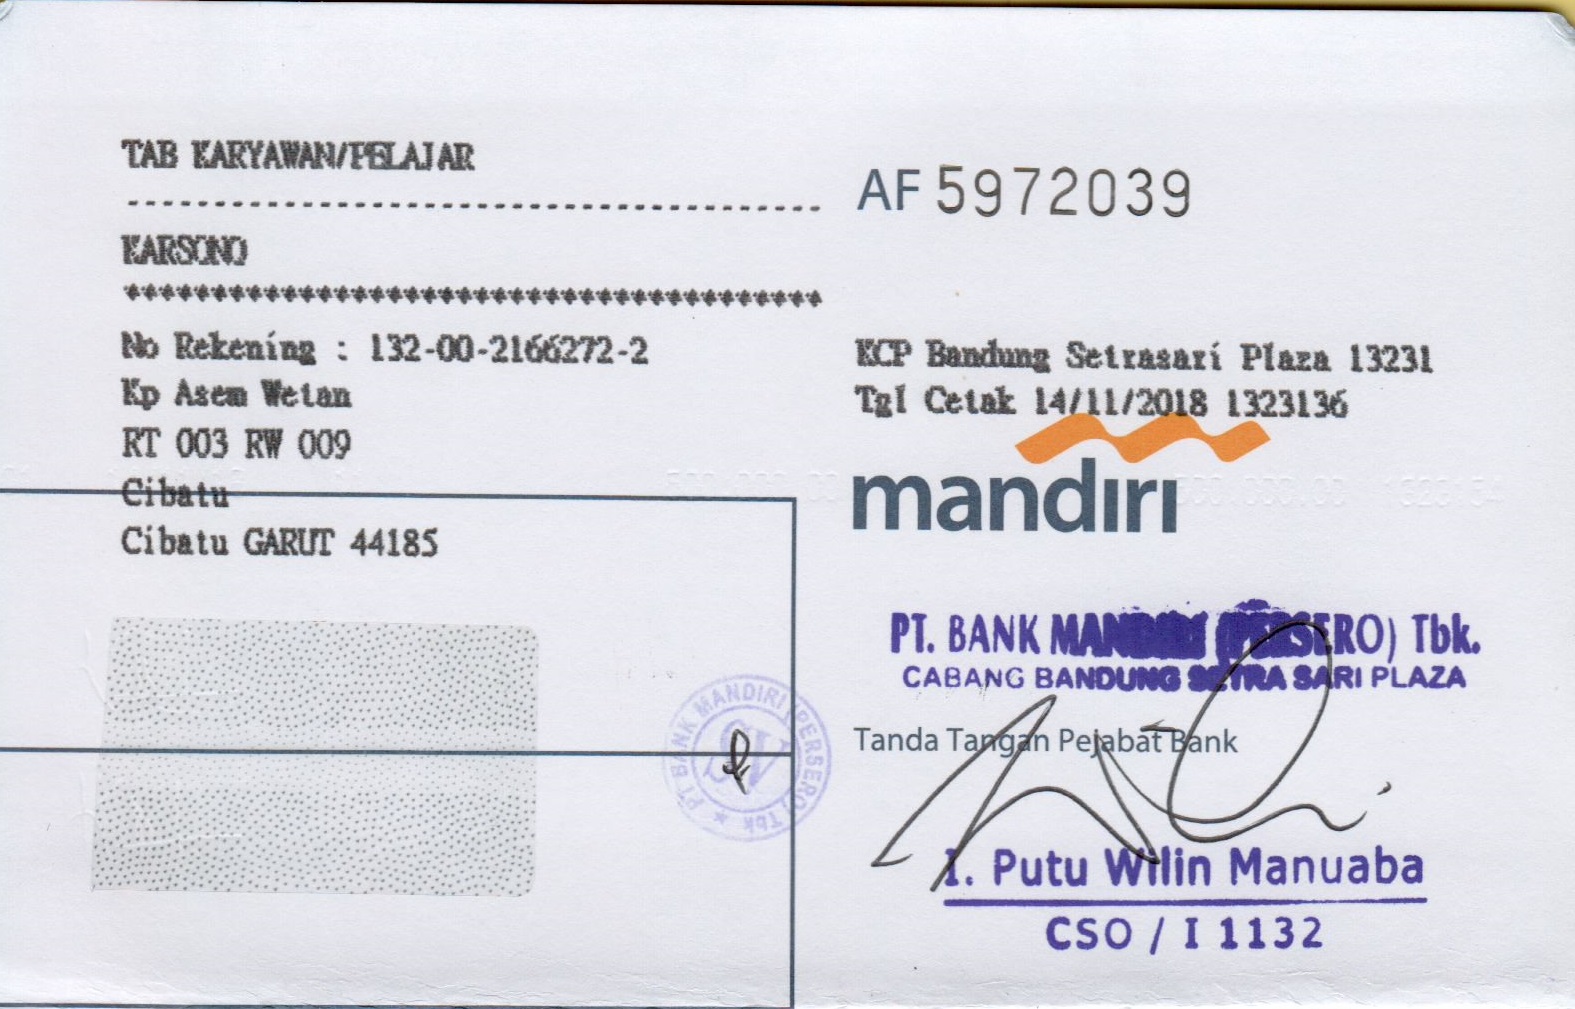 TAB KARYAWAN/PELAJAR
----------------------------------------
KARSONO
****************************************
No Rekening : 132-00-2166272-2
Kp Asem Wetan
RT 003 RW 009
Cibatu
Cibatu GARUT 44185
AF 5972039
KCP Bandung Setrasari Plaza 13231
Tgl Cetak 14/11/2018 1323136
mandiri
PT. BANK MANDIRI (PERSERO) Tbk.
CABANG BANDUNG SETRA SARI PLAZA
Tanda Tangan Pejabat Bank
I. Putu Wilin Manuaba
CSO / I 1132
PT BANK MANDIRI (PERSERO) Tbk